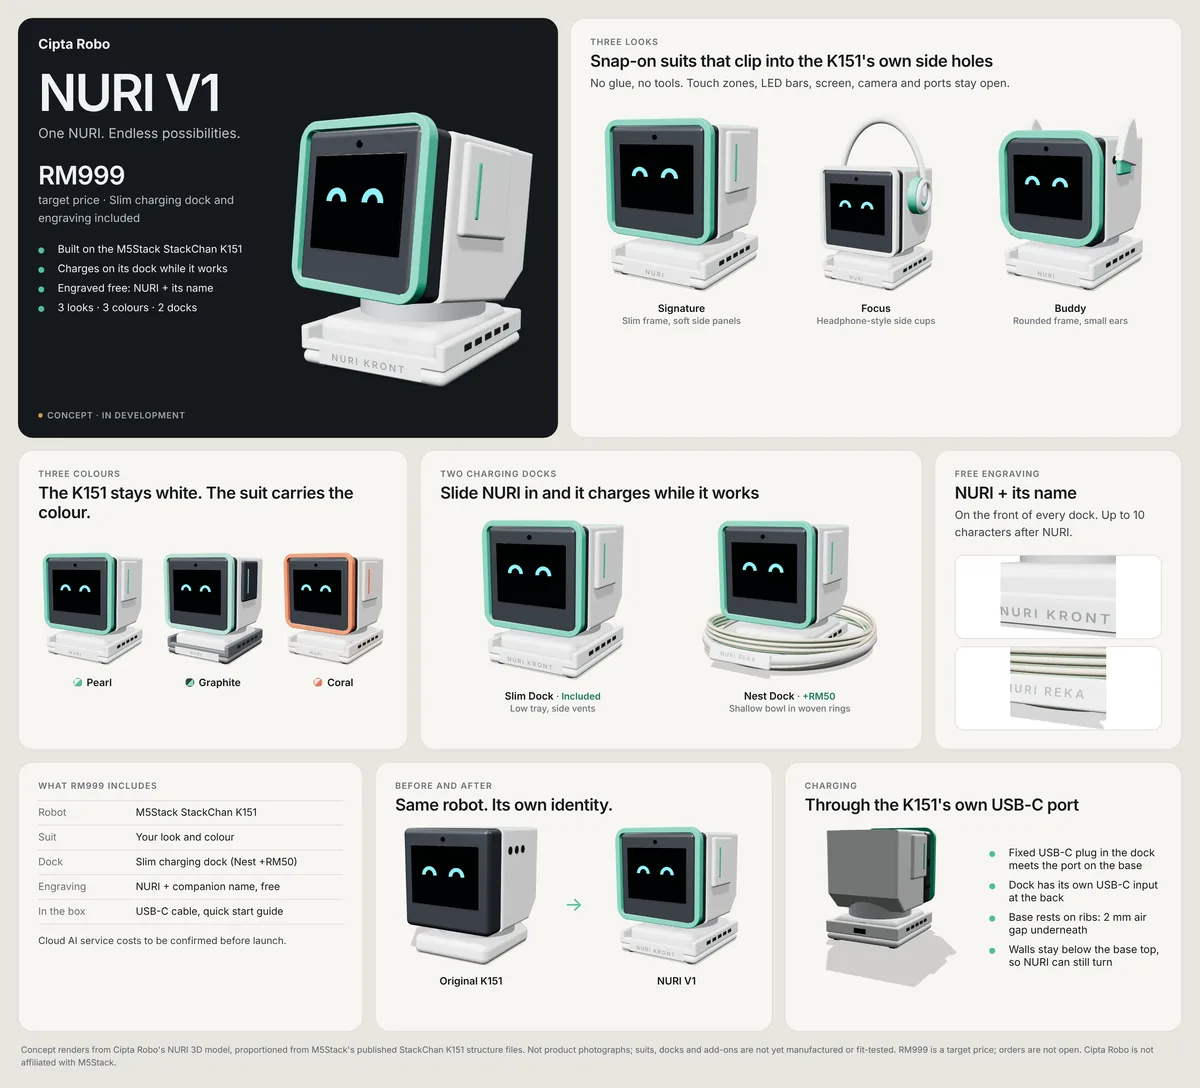 Cipta Robo
NURI V1
One NURI. Endless possibilities.
RM999
target price · Slim charging dock and
engraving included
Built on the M5Stack StackChan K151
Charges on its dock while it works
Engraved free: NURI + its name
3 looks · 3 colours · 2 docks
NURI KRONT
CONCEPT · IN DEVELOPMENT
THREE LOOKS
Snap-on suits that clip into the K151's own side holes
No glue, no tools. Touch zones, LED bars, screen, camera and ports stay open.
NURI
NURI
NURI
Signature
Slim frame, soft side panels
Focus
Headphone-style side cups
Buddy
Rounded frame, small ears
THREE COLOURS
The K151 stays white. The suit carries the
colour.
NURI
NURI
NURI
Pearl
Graphite
Coral
TWO CHARGING DOCKS
Slide NURI in and it charges while it works
NURI KRONT
NURI REKA
Slim Dock · Included
Low tray, side vents
Nest Dock · +RM50
Shallow bowl in woven rings
FREE ENGRAVING
NURI + its name
On the front of every dock. Up to 10
characters after NURI.
NURI KRONT
NURI REKA
WHAT RM999 INCLUDES
Robot M5Stack StackChan K151
Suit Your look and colour
Dock Slim charging dock (Nest +RM50)
Engraving NURI + companion name, free
In the box USB-C cable, quick start guide
Cloud AI service costs to be confirmed before launch.
BEFORE AND AFTER
Same robot. Its own identity.
NURI KRONT
Original K151
NURI V1
CHARGING
Through the K151's own USB-C port
Fixed USB-C plug in the dock
meets the port on the base
Dock has its own USB-C input
at the back
Base rests on ribs: 2 mm air
gap underneath
Walls stay below the base top,
so NURI can still turn
Concept renders from Cipta Robo's NURI 3D model, proportioned from M5Stack's published StackChan K151 structure files. Not product photographs; suits, docks and add-ons are not yet manufactured or fit-tested. RM999 is a target price; orders are not open. Cipta Robo is not
affiliated with M5Stack.